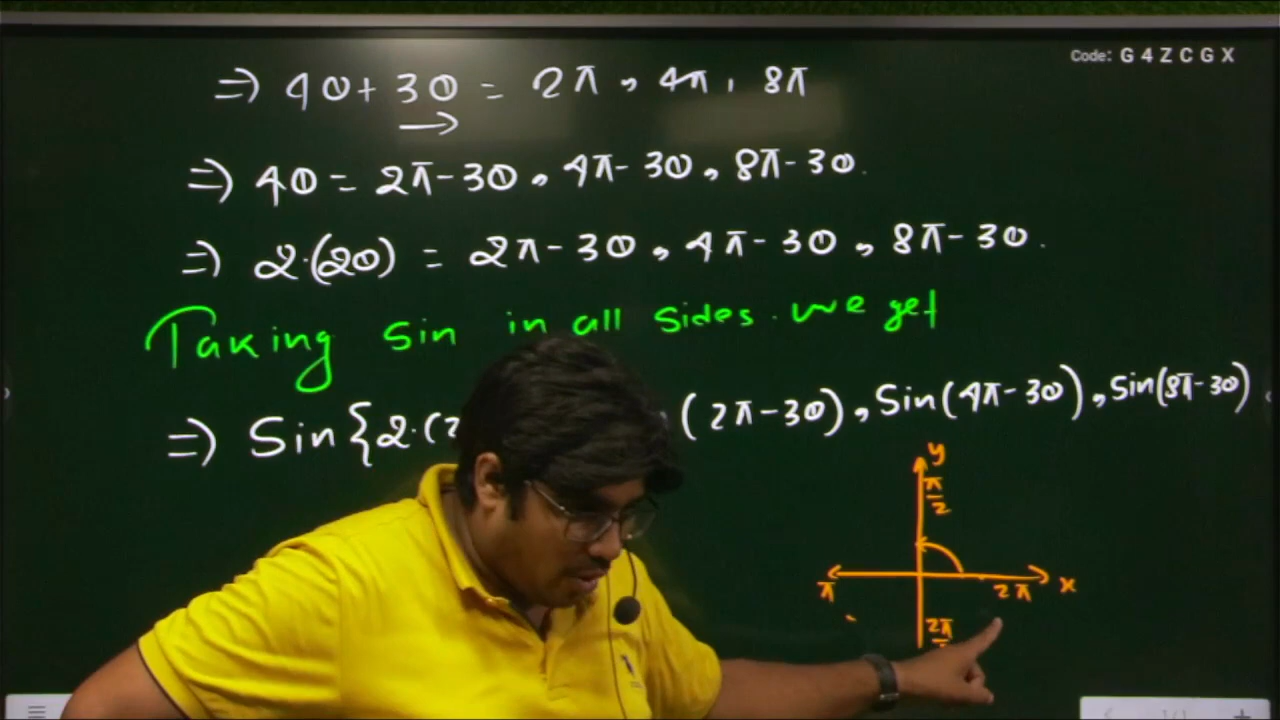 Code: G4ZCGX
=> 4θ + 3θ = 2π, 4π, 8π
=> 4θ = 2π-3θ, 4π-3θ, 8π-3θ.
=> 2·(2θ) = 2π-3θ, 4π-3θ, 8π-3θ.
Taking Sin in all sides. we get
=> Sin{2·(2 (2π-3θ), Sin(4π-3θ), Sin(8π-3θ)
y
π/2
π 2π x
2π